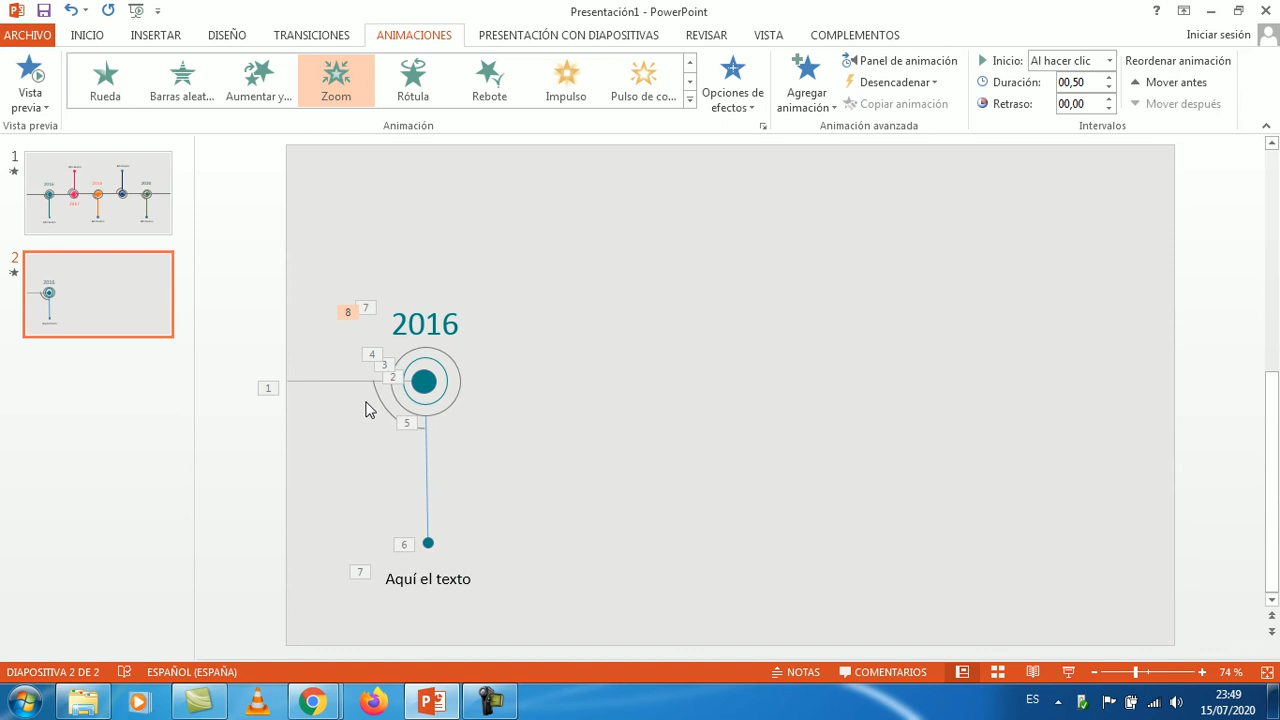 Presentación1 - PowerPoint
ARCHIVO INICIO INSERTAR DISEÑO TRANSICIONES ANIMACIONES PRESENTACIÓN CON DIAPOSITIVAS REVISAR VISTA COMPLEMENTOS Iniciar sesión
Vista previa
Rueda
Barras aleat...
Aumentar y...
Zoom
Rótula
Rebote
Impulso
Pulso de co...
Opciones de efectos
Agregar animación
Panel de animación
Desencadenar
Copiar animación
Inicio: Al hacer clic
Duración: 00,50
Retraso: 00,00
Reordenar animación
Mover antes
Mover después
Vista previa Animación Animación avanzada Intervalos
1
2
8 7
2016
4
3
2
1
5
6
7
Aquí el texto
DIAPOSITIVA 2 DE 2 ESPAÑOL (ESPAÑA) NOTAS COMENTARIOS 74 %
ES 23:49
15/07/2020